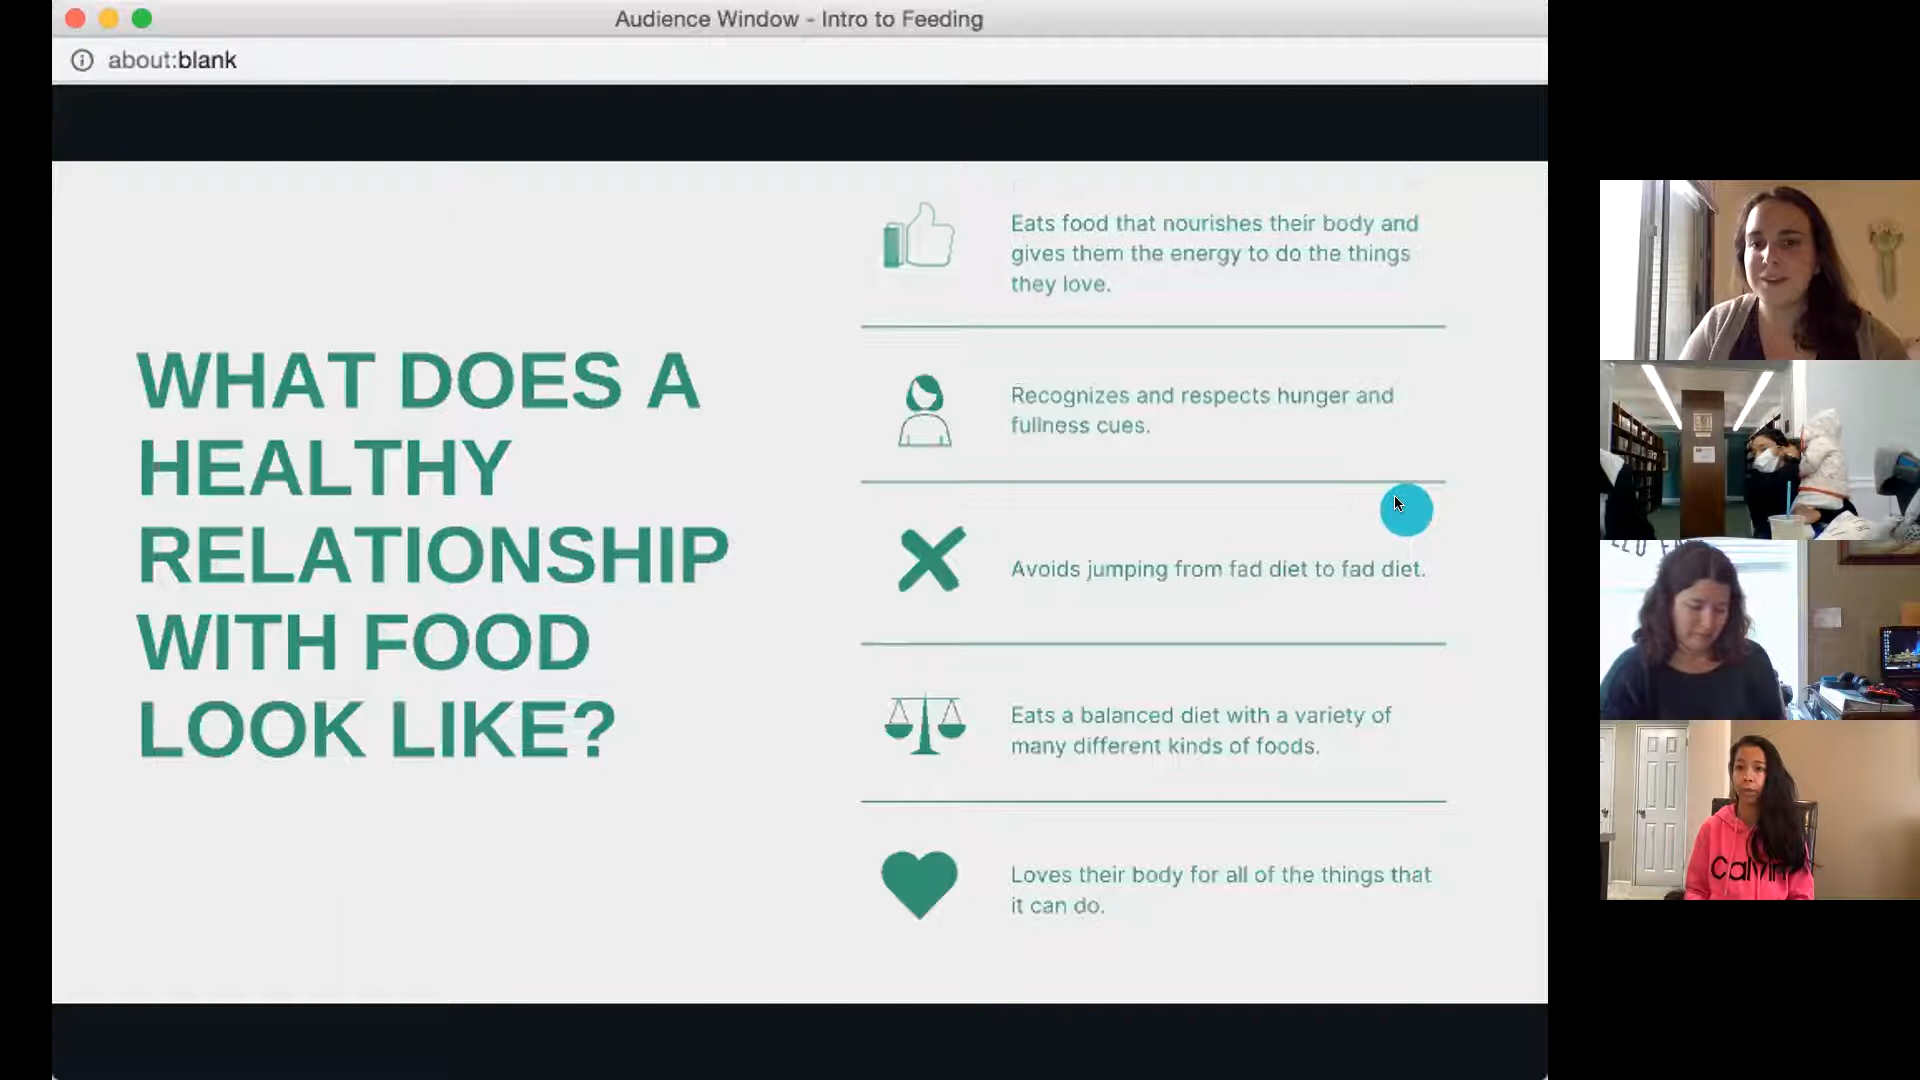 Audience Window - Intro to Feeding
about:blank
WHAT DOES A
HEALTHY
RELATIONSHIP
WITH FOOD
LOOK LIKE?
Eats food that nourishes their body and
gives them the energy to do the things
they love.
Recognizes and respects hunger and
fullness cues.
Avoids jumping from fad diet to fad diet.
Eats a balanced diet with a variety of
many different kinds of foods.
Loves their body for all of the things that
it can do.
Calvin